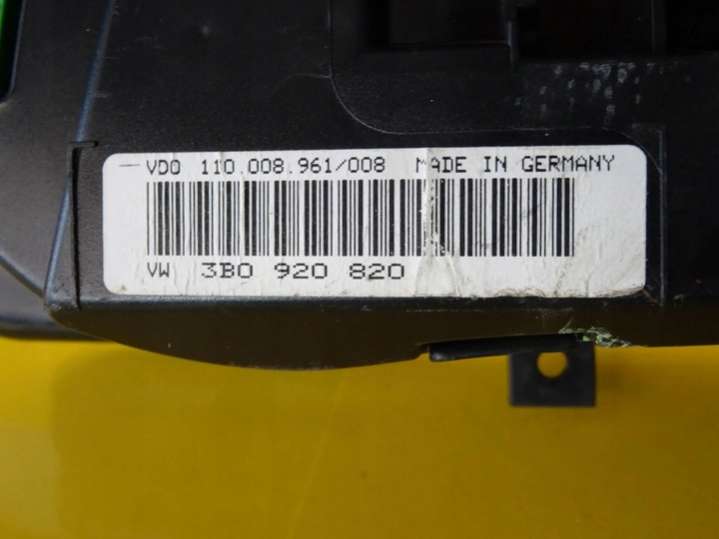 VDO 110.008.961/008 MADE IN GERMANY
VW 3B0 920 820